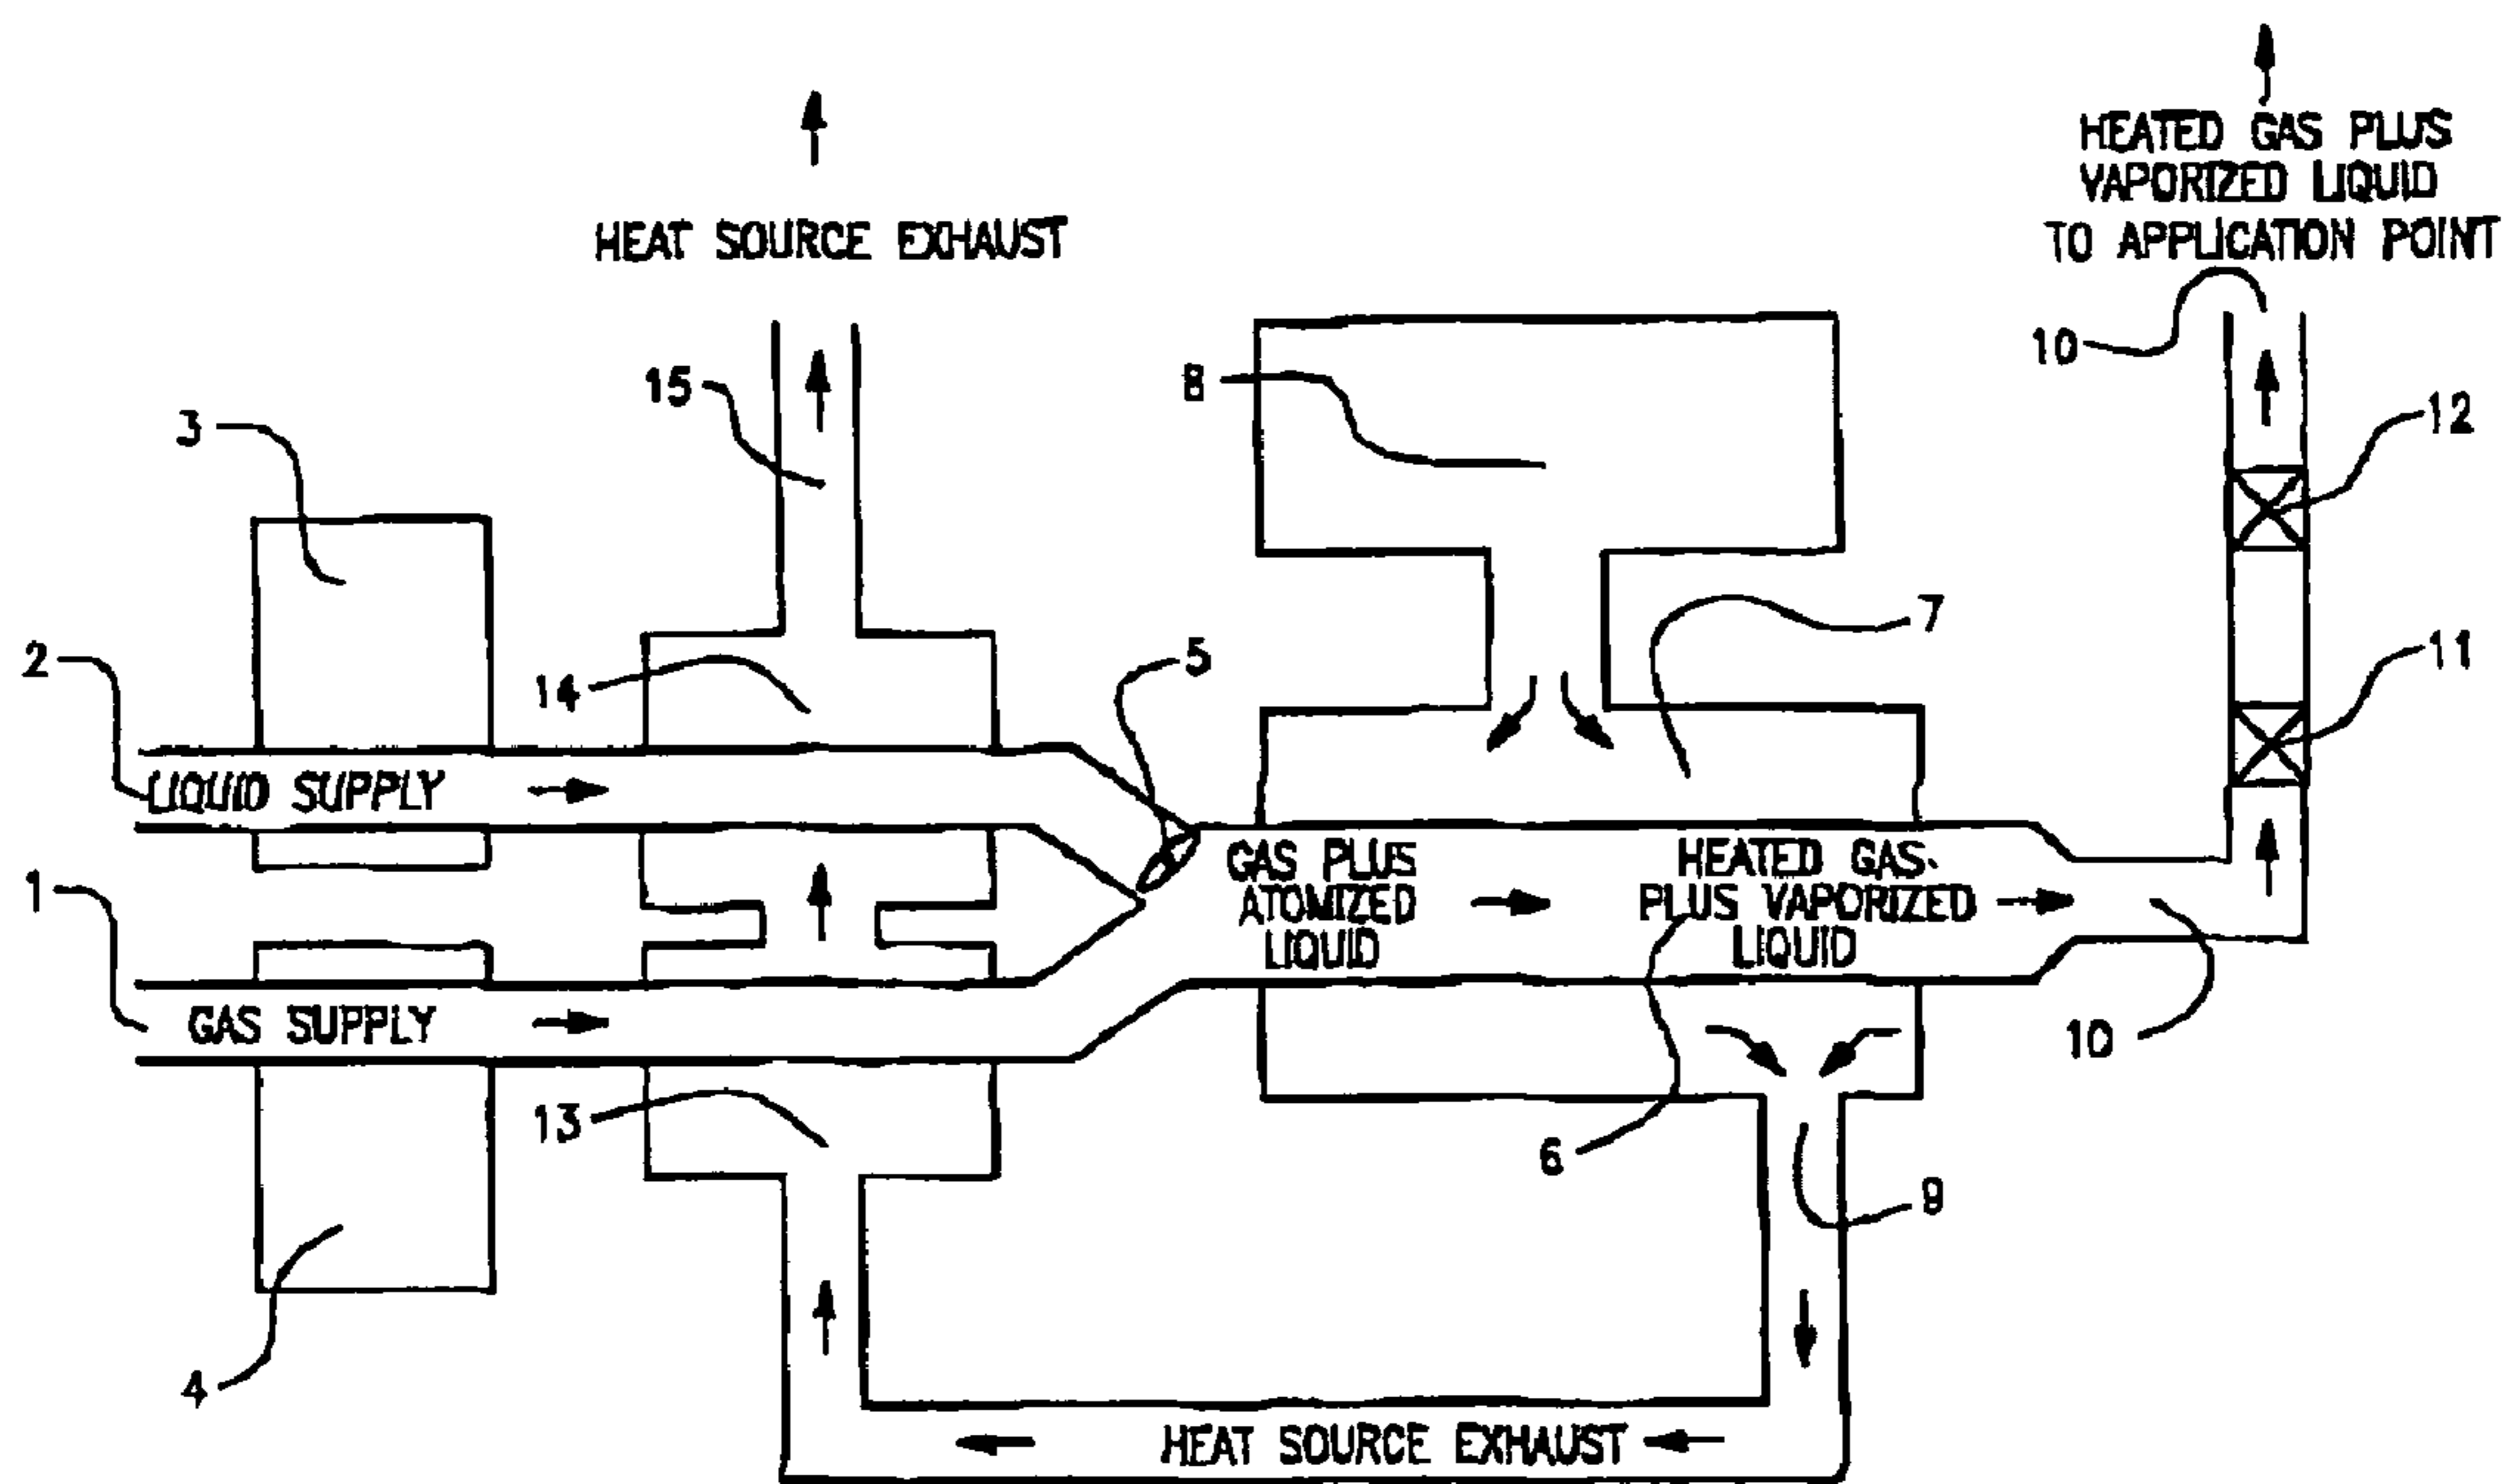 HEATED GAS PLUS
VAPORIZED LIQUID
TO APPLICATION POINT
HEAT SOURCE EXHAUST
10
15
8
12
3
7
2
5
11
14
LIQUID SUPPLY
1
GAS PLUS
ATOMIZED
LIQUID
HEATED GAS
PLUS VAPORIZED
LIQUID
GAS SUPPLY
10
13
6
9
4
HEAT SOURCE EXHAUST